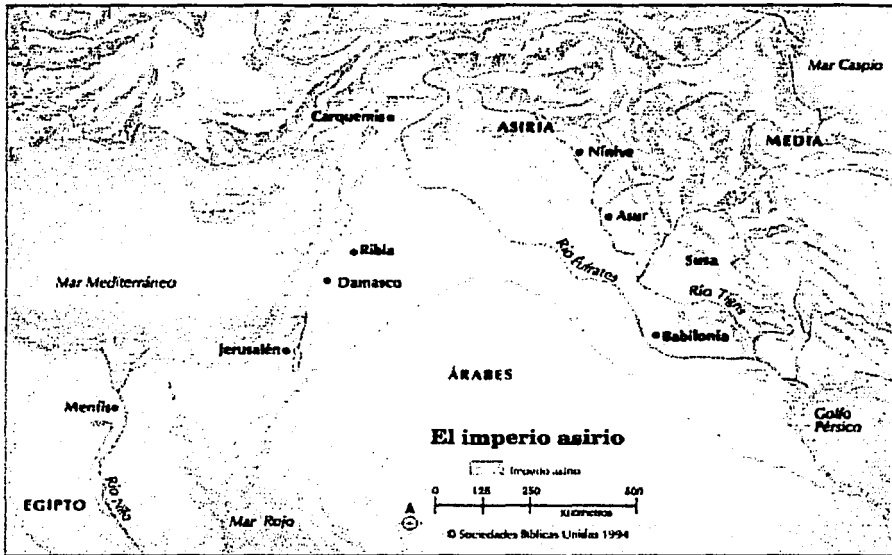 Mar Caspio
Carquemis
ASIRIA
MEDIA
Nínive
Asur
Ribla
Susa
Río Éufrates
Mar Mediterráneo
Damasco
Río Tigris
Babilonia
Jerusalén
ÁRABES
Menfis
Golfo
Pérsico
El imperio asirio
Imperio asirio
0 125 250 500
Kilómetros
EGIPTO
Río Nilo
Mar Rojo
A
© Sociedades Bíblicas Unidas 1994